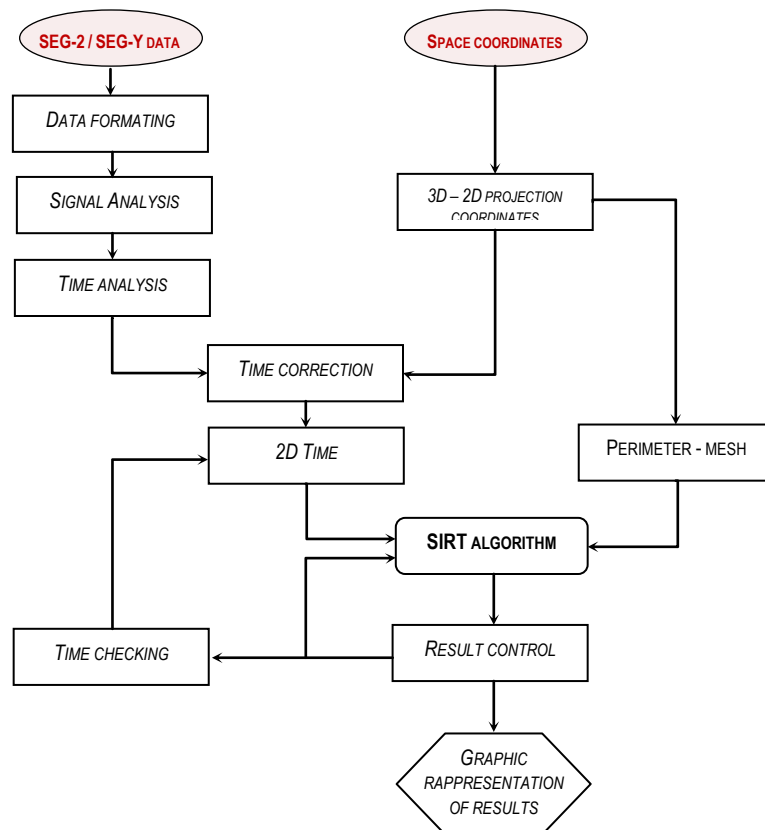 SEG-2 / SEG-Y DATA
SPACE COORDINATES
DATA FORMATING
SIGNAL ANALYSIS
3D – 2D PROJECTION
COORDINATES
TIME ANALYSIS
TIME CORRECTION
2D TIME
PERIMETER - MESH
SIRT ALGORITHM
TIME CHECKING
RESULT CONTROL
GRAPHIC
RAPPRESENTATION
OF RESULTS